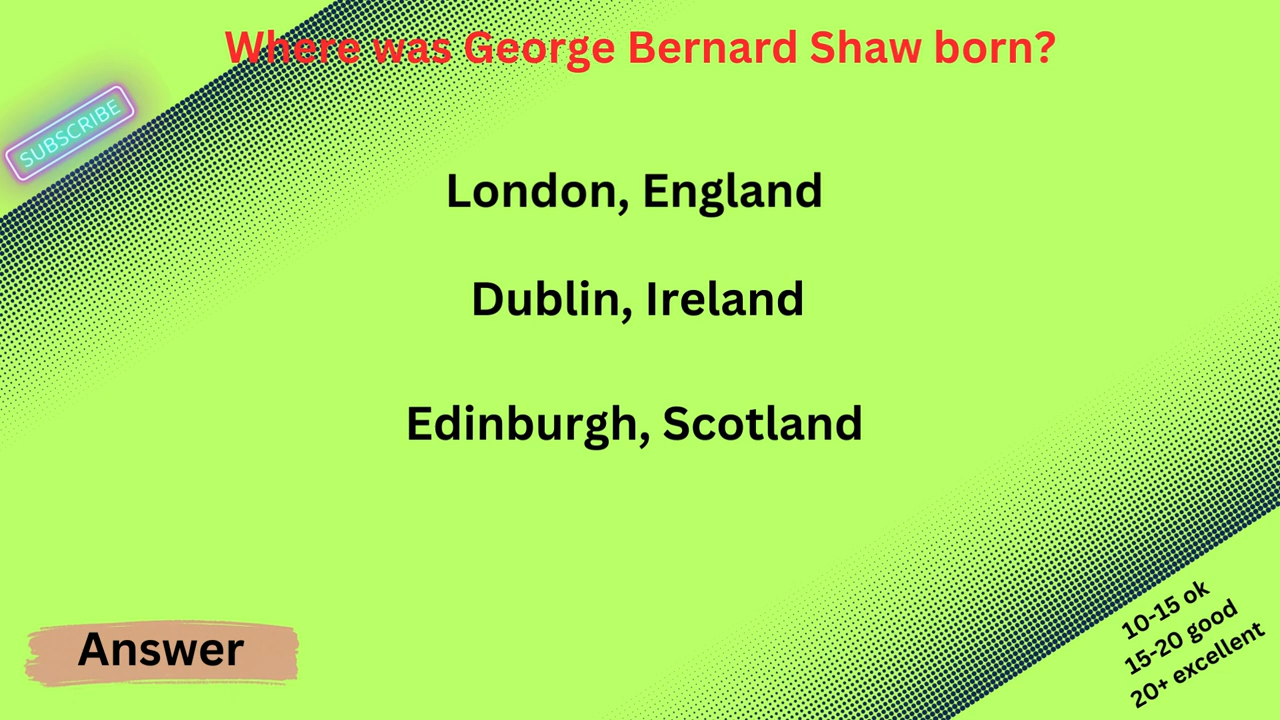 Where was George Bernard Shaw born?
SUBSCRIBE
London, England
Dublin, Ireland
Edinburgh, Scotland
Answer
10-15 ok
15-20 good
20+ excellent